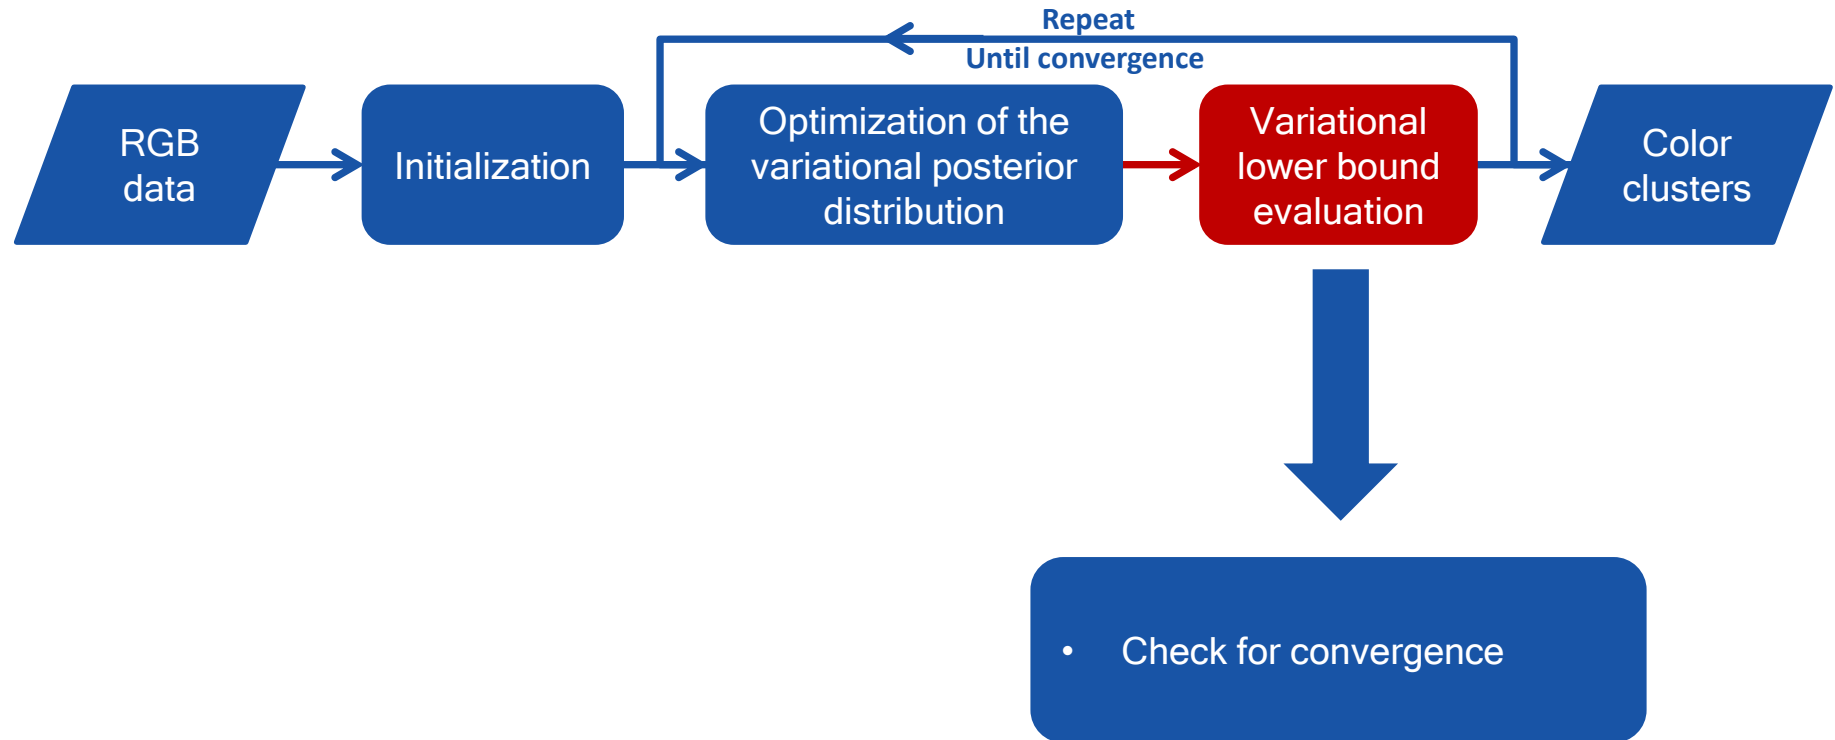 Repeat
Until convergence
RGB
data
Initialization
Optimization of the
variational posterior
distribution
Variational
lower bound
evaluation
Color
clusters
• Check for convergence